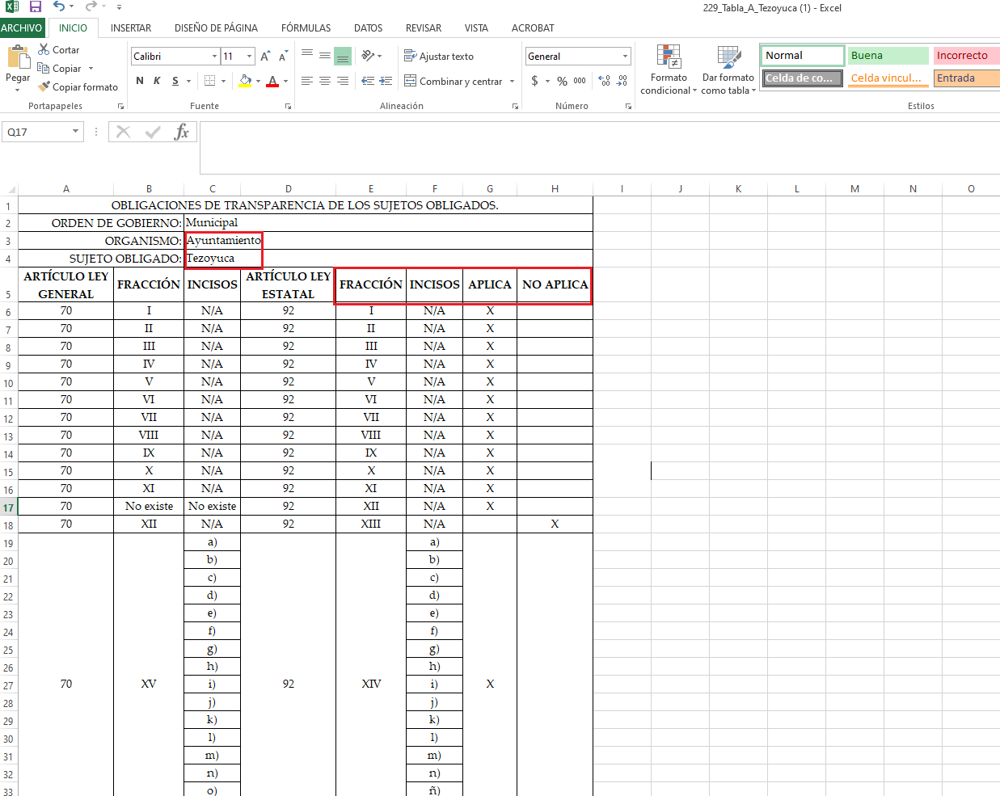 229_Tabla_A_Tezoyuca (1) - Excel
ARCHIVO INICIO INSERTAR DISEÑO DE PÁGINA FÓRMULAS DATOS REVISAR VISTA ACROBAT
Pegar
Cortar
Copiar
Copiar formato
Portapapeles
Calibri 11
N K S
Fuente
Ajustar texto
Combinar y centrar
Alineación
General
$ % 000
Número
Formato condicional
Dar formato como tabla
Normal Buena Incorrecto
Celda de co... Celda vincul... Entrada
Estilos
Q17 fx
A B C D E F G H I J K L M N O
1 OBLIGACIONES DE TRANSPARENCIA DE LOS SUJETOS OBLIGADOS.
2 ORDEN DE GOBIERNO: Municipal
3 ORGANISMO: Ayuntamiento
4 SUJETO OBLIGADO: Tezoyuca
5 ARTÍCULO LEY GENERAL FRACCIÓN INCISOS ARTÍCULO LEY ESTATAL FRACCIÓN INCISOS APLICA NO APLICA
6 70 I N/A 92 I N/A X
7 70 II N/A 92 II N/A X
8 70 III N/A 92 III N/A X
9 70 IV N/A 92 IV N/A X
10 70 V N/A 92 V N/A X
11 70 VI N/A 92 VI N/A X
12 70 VII N/A 92 VII N/A X
13 70 VIII N/A 92 VIII N/A X
14 70 IX N/A 92 IX N/A X
15 70 X N/A 92 X N/A X
16 70 XI N/A 92 XI N/A X
17 70 No existe No existe 92 XII N/A X
18 70 XII N/A 92 XIII N/A X
19 a) a)
20 b) b)
21 c) c)
22 d) d)
23 e) e)
24 f) f)
25 g) g)
26 h) h)
27 70 XV i) 92 XIV i) X
28 j) j)
29 k) k)
30 l) l)
31 m) m)
32 n) n)
33 o) ñ)